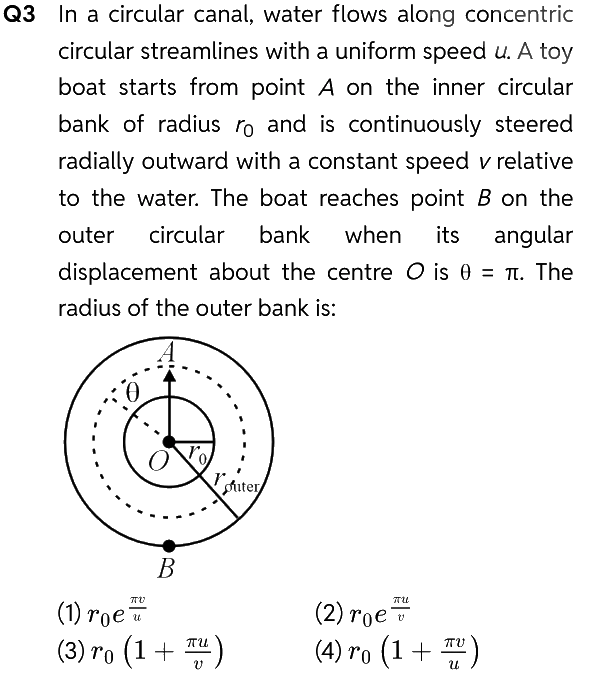 Q3 In a circular canal, water flows along concentric
circular streamlines with a uniform speed u. A toy
boat starts from point A on the inner circular
bank of radius r₀ and is continuously steered
radially outward with a constant speed v relative
to the water. The boat reaches point B on the
outer circular bank when its angular
displacement about the centre O is θ = π. The
radius of the outer bank is:
A
θ
O r₀
r_outer
B
(1) r₀e^(πv/u) (2) r₀e^(πu/v)
(3) r₀ (1 + πu/v) (4) r₀ (1 + πv/u)